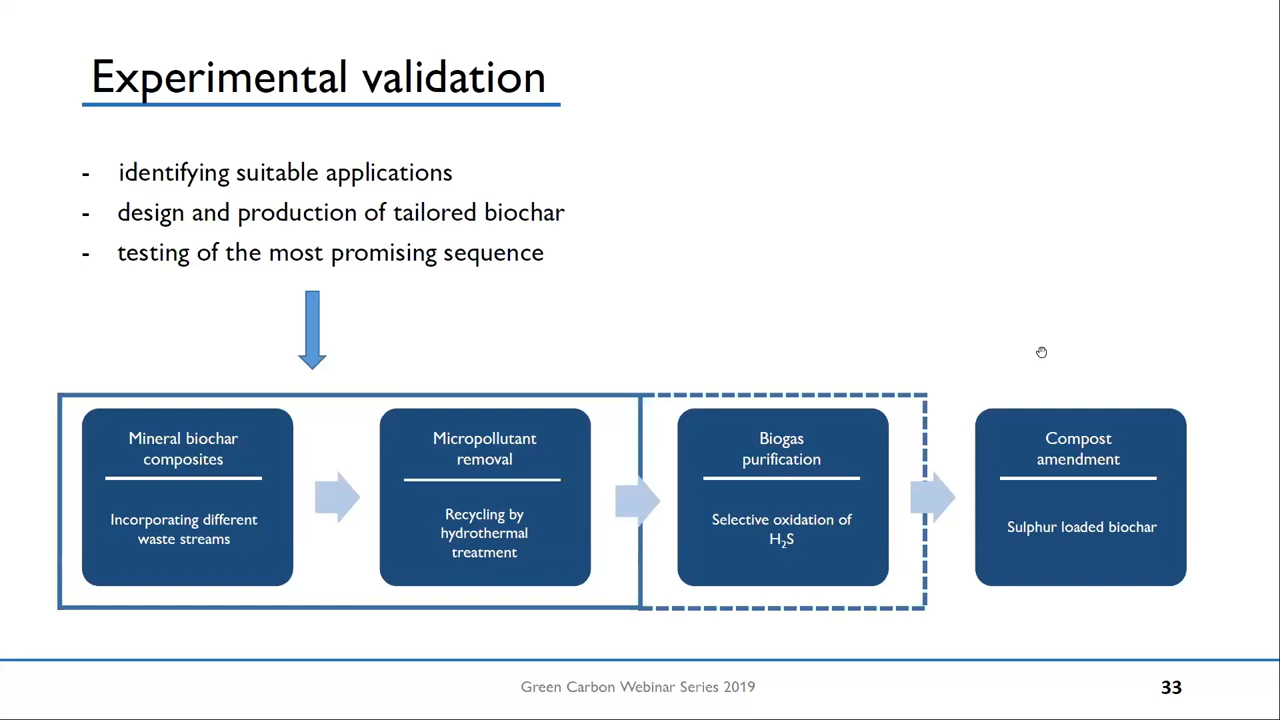 Experimental validation
- identifying suitable applications
- design and production of tailored biochar
- testing of the most promising sequence
Mineral biochar
composites
Incorporating different
waste streams
Micropollutant
removal
Recycling by
hydrothermal
treatment
Biogas
purification
Selective oxidation of
H₂S
Compost
amendment
Sulphur loaded biochar
Green Carbon Webinar Series 2019
33